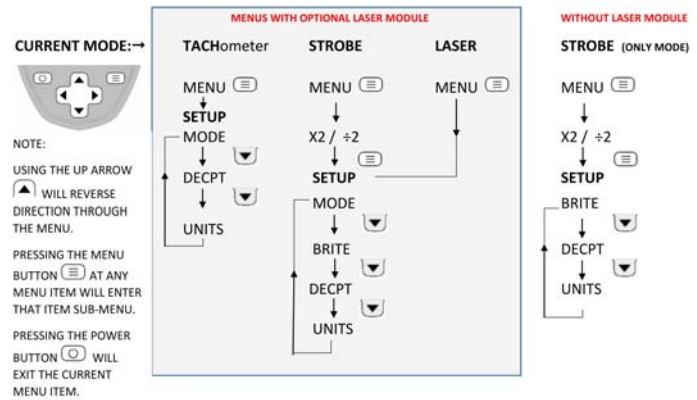 MENUS WITH OPTIONAL LASER MODULE
WITHOUT LASER MODULE
CURRENT MODE:→
TACHometer
STROBE
LASER
STROBE (ONLY MODE)
MENU
SETUP
MODE
DECPT
UNITS
MENU
X2 / ÷2
SETUP
MODE
BRITE
DECPT
UNITS
MENU
MENU
X2 / ÷2
SETUP
BRITE
DECPT
UNITS
NOTE:
USING THE UP ARROW
WILL REVERSE
DIRECTION THROUGH
THE MENU.
PRESSING THE MENU
BUTTON AT ANY
MENU ITEM WILL ENTER
THAT ITEM SUB-MENU.
PRESSING THE POWER
BUTTON WILL
EXIT THE CURRENT
MENU ITEM.